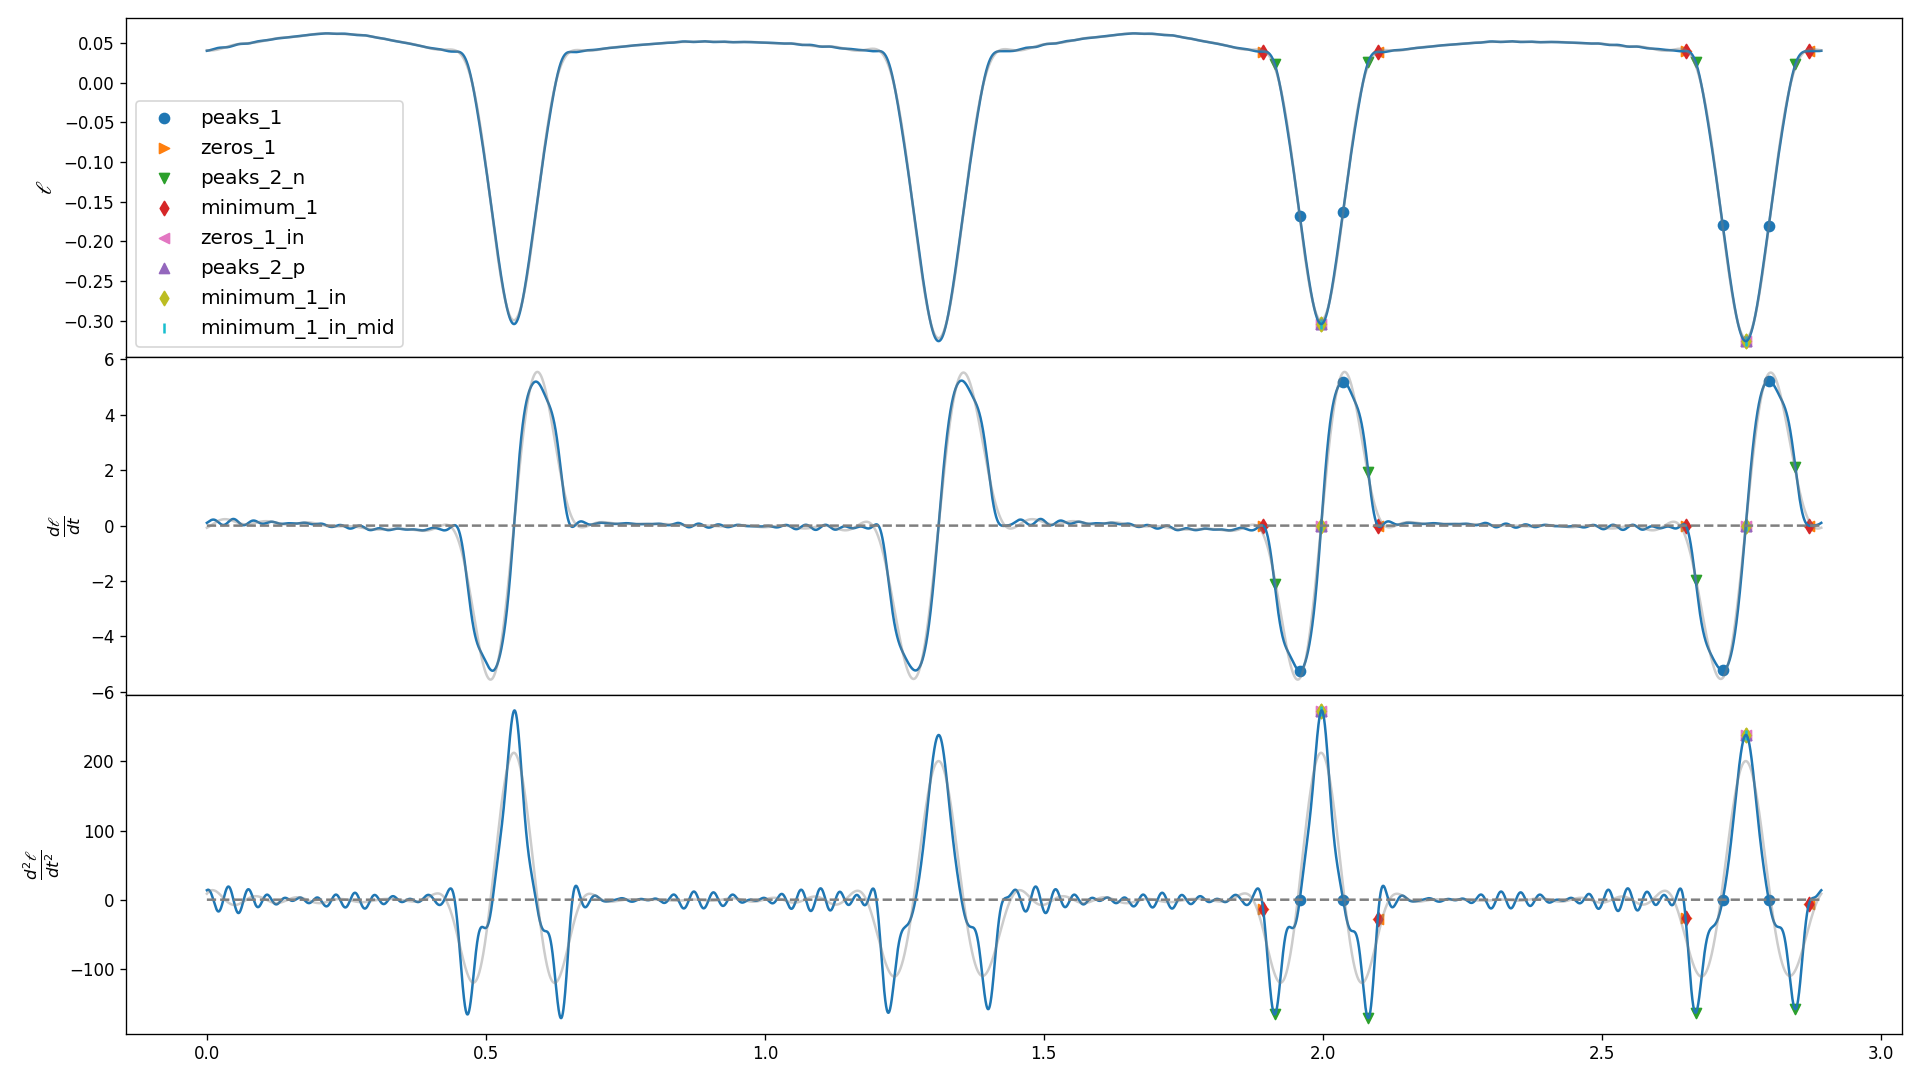 0.05
0.00
−0.05
−0.10
−0.15
−0.20
−0.25
−0.30
ℓ
peaks_1
zeros_1
peaks_2_n
minimum_1
zeros_1_in
peaks_2_p
minimum_1_in
minimum_1_in_mid
6
4
2
0
−2
−4
−6
dℓ
dt
200
100
0
−100
d²ℓ
dt²
0.0 0.5 1.0 1.5 2.0 2.5 3.0